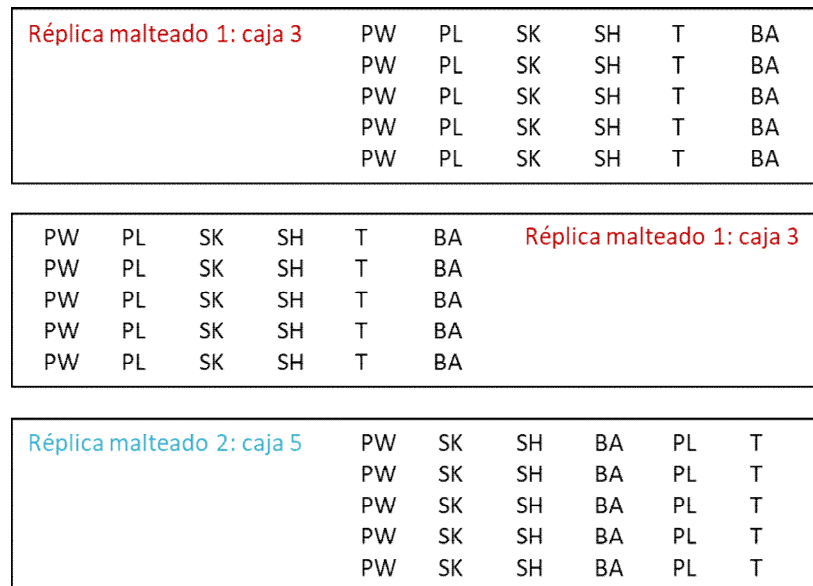 Réplica malteado 1: caja 3 PW PL SK SH T BA
PW PL SK SH T BA
PW PL SK SH T BA
PW PL SK SH T BA
PW PL SK SH T BA
PW PL SK SH T BA Réplica malteado 1: caja 3
PW PL SK SH T BA
PW PL SK SH T BA
PW PL SK SH T BA
PW PL SK SH T BA
Réplica malteado 2: caja 5 PW SK SH BA PL T
PW SK SH BA PL T
PW SK SH BA PL T
PW SK SH BA PL T
PW SK SH BA PL T